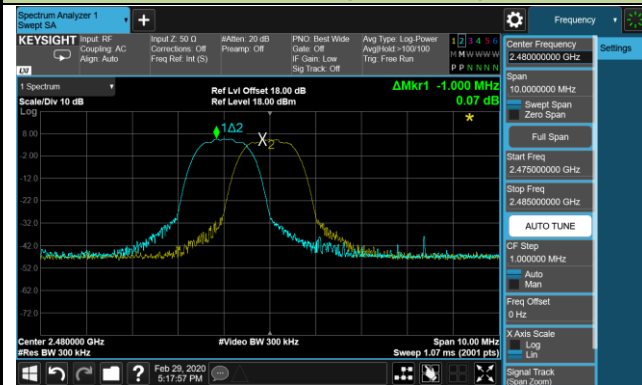 Spectrum Analyzer 1
Swept SA
Frequency
KEYSIGHT
Input: RF
Coupling: AC
Align: Auto
Input Z: 50 Ω
Corrections: Off
Freq Ref: Int (S)
#Atten: 20 dB
Preamp: Off
PNO: Best Wide
Gate: Off
IF Gain: Low
Sig Track: Off
Avg Type: Log-Power
Avg|Hold:>100/100
Trig: Free Run
1 2 3 4 5 6
M M W W W W
P P N N N N
LXI
1 Spectrum
Scale/Div 10 dB
Log
Ref Lvl Offset 18.00 dB
Ref Level 18.00 dBm
ΔMkr1 -1.000 MHz
0.07 dB
1Δ2
X2
8.00
-2.00
-12.0
-22.0
-32.0
-42.0
-52.0
-62.0
-72.0
Center 2.480000 GHz
#Res BW 300 kHz
#Video BW 300 kHz
Span 10.00 MHz
Sweep 1.07 ms (2001 pts)
Feb 29, 2020
5:17:57 PM
Center Frequency
2.480000000 GHz
Settings
Span
10.0000000 MHz
Swept Span
Zero Span
Full Span
Start Freq
2.475000000 GHz
Stop Freq
2.485000000 GHz
AUTO TUNE
CF Step
1.000000 MHz
Auto
Man
Freq Offset
0 Hz
X Axis Scale
Log
Lin
Signal Track
(Span Zoom)